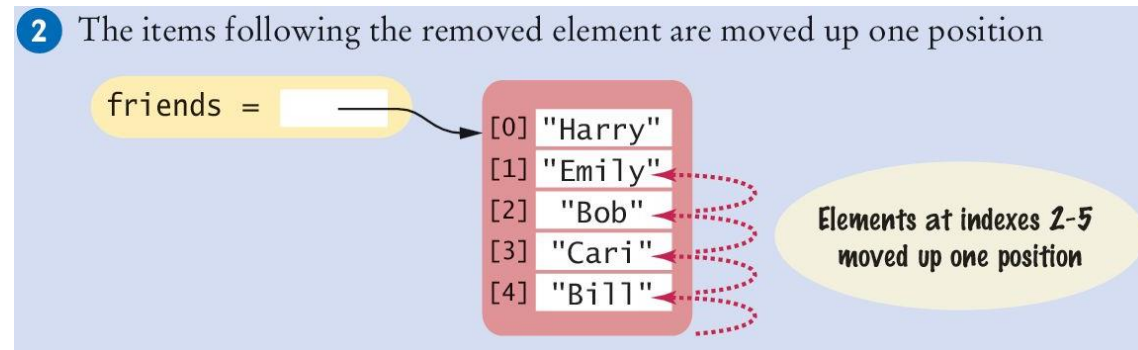 2 The items following the removed element are moved up one position
friends =
[0] "Harry"
[1] "Emily"
[2] "Bob"
[3] "Cari"
[4] "Bill"
Elements at indexes 2-5
moved up one position